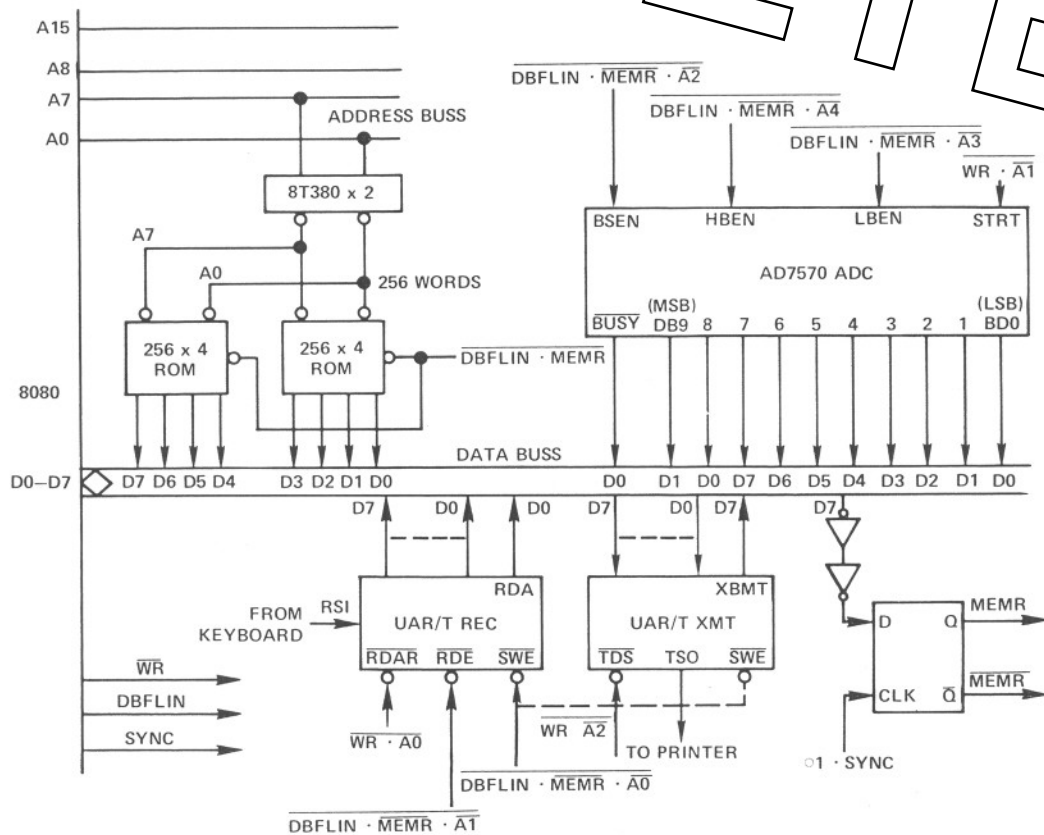 A15
A8
A7
ADDRESS BUSS
A0
8T380 x 2
A7
A0
256 WORDS
256 x 4
ROM
256 x 4
ROM
DBFLIN · MEMR
8080
DBFLIN · MEMR · A2
DBFLIN · MEMR · A4
DBFLIN · MEMR · A3
WR · A1
BSEN HBEN LBEN STRT
AD7570 ADC
(MSB) (LSB)
BUSY DB9 8 7 6 5 4 3 2 1 BD0
DATA BUSS
D0—D7 D7 D6 D5 D4 D3 D2 D1 D0 D0 D1 D0 D7 D6 D5 D4 D3 D2 D1 D0
D7 D0 D0 D7 D0 D7 D7
RDA
FROM
KEYBOARD
RSI
UAR/T REC
RDAR RDE SWE
XBMT
UAR/T XMT
TDS TSO SWE
D Q
CLK Q
MEMR
MEMR
WR
DBFLIN
SYNC
WR · A0
WR A2
TO PRINTER
DBFLIN · MEMR · A0
DBFLIN · MEMR · A1
1 · SYNC